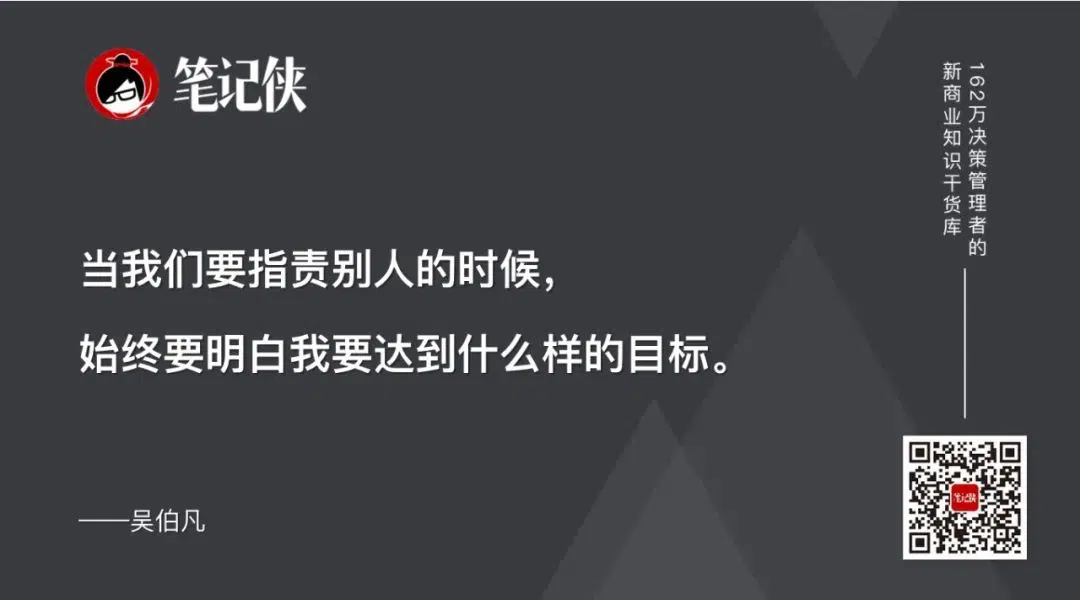 笔记侠
162万决策管理者的
新商业知识干货库
当我们要指责别人的时候，
始终要明白我要达到什么样的目标。
——吴伯凡
笔记侠